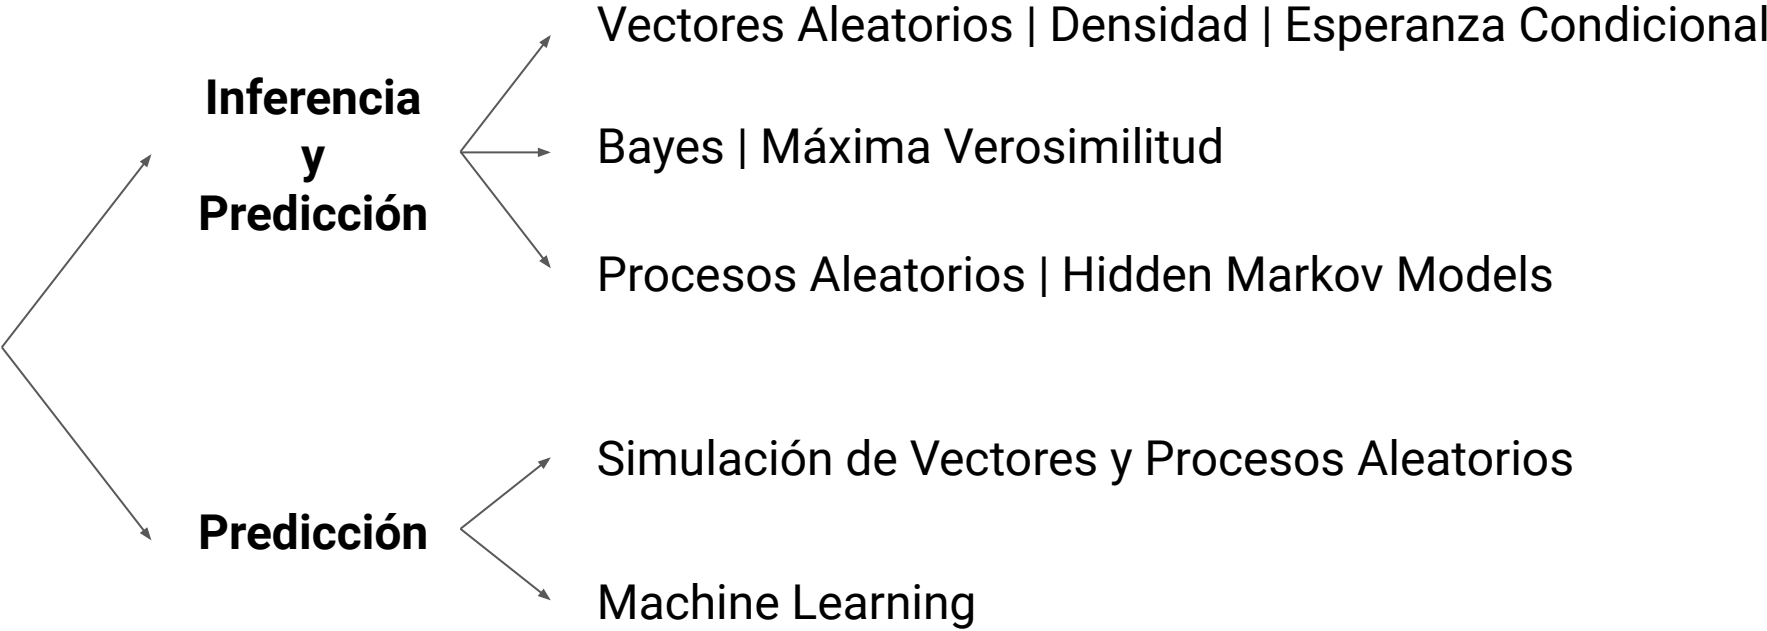 Vectores Aleatorios | Densidad | Esperanza Condicional
Inferencia
y
Predicción
Bayes | Máxima Verosimilitud
Procesos Aleatorios | Hidden Markov Models
Simulación de Vectores y Procesos Aleatorios
Predicción
Machine Learning